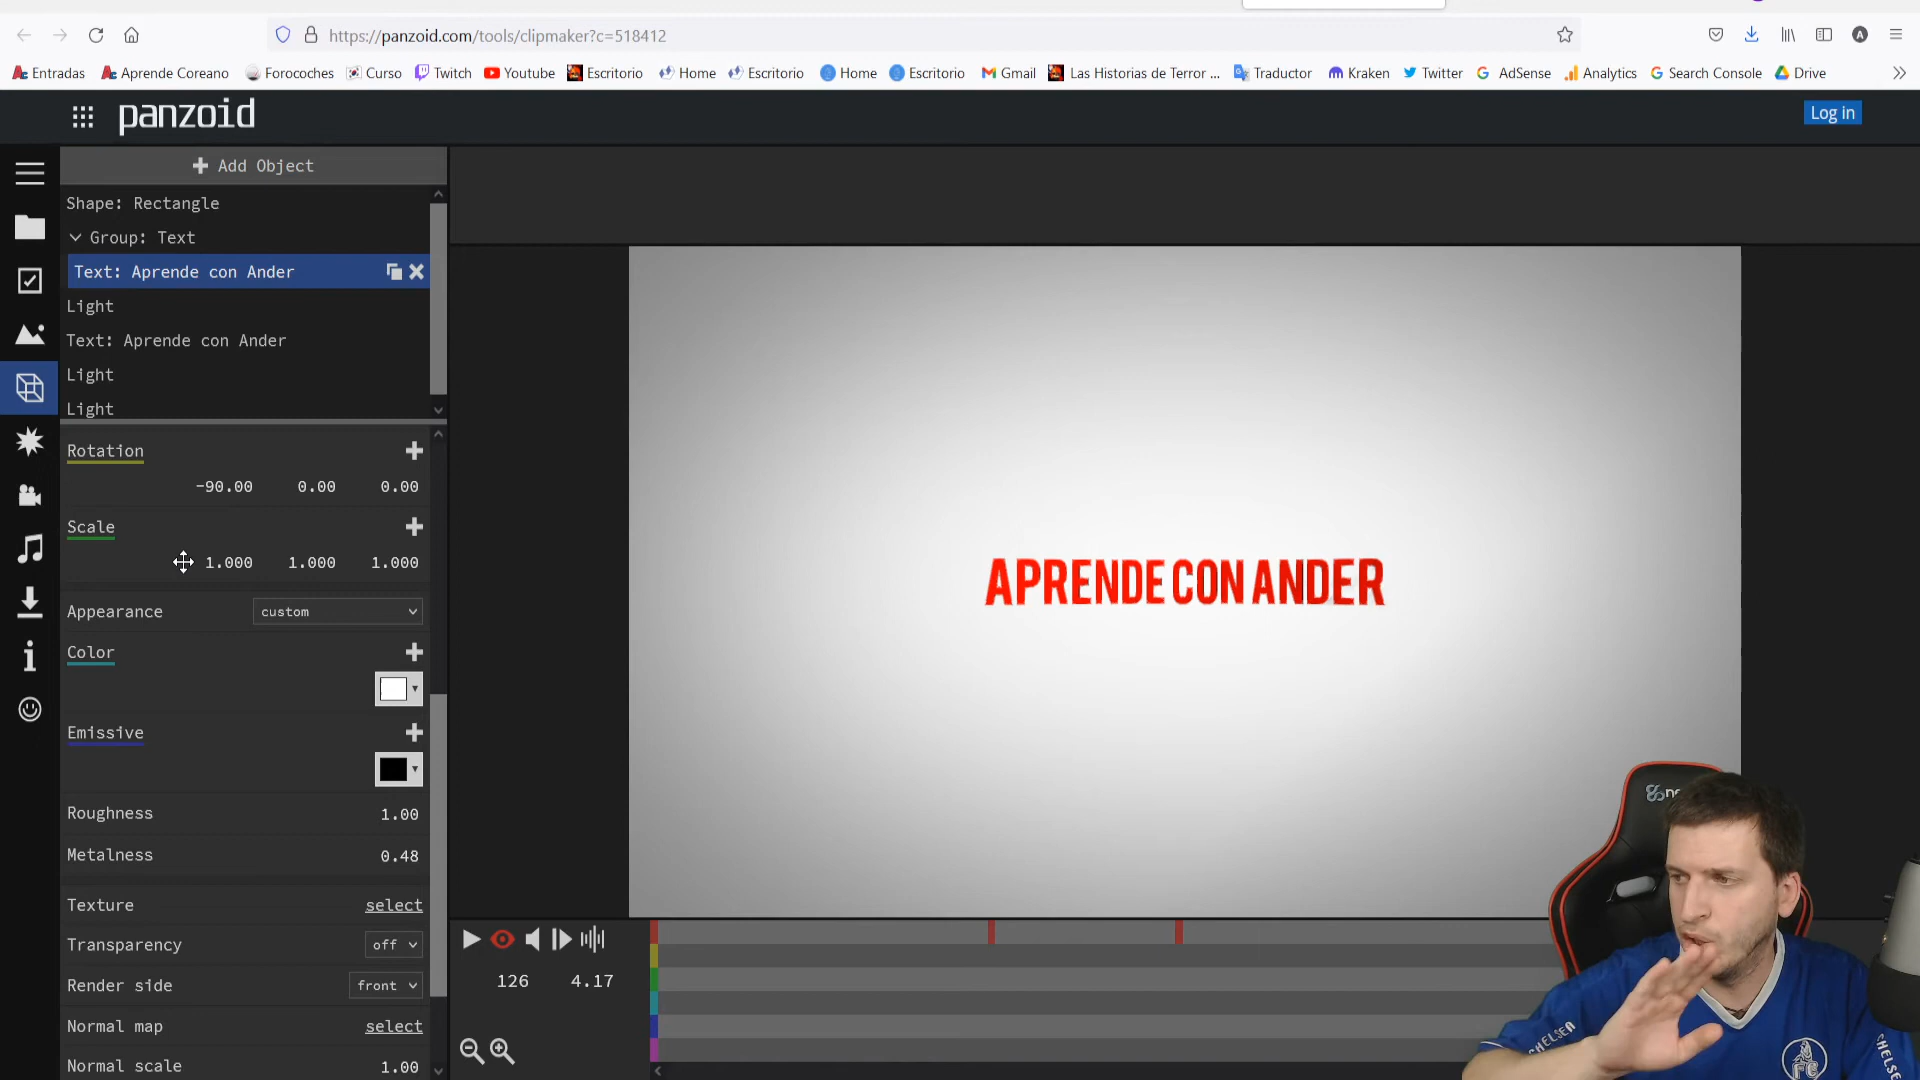 https://panzoid.com/tools/clipmaker?c=518412
Entradas Aprende Coreano Forocoches Curso Twitch Youtube Escritorio Home Escritorio Home Escritorio Gmail Las Historias de Terror ... Traductor Kraken Twitter AdSense Analytics Search Console Drive
panzoid
Log in
Add Object
Shape: Rectangle
Group: Text
Text: Aprende con Ander
Light
Text: Aprende con Ander
Light
Light
Rotation
-90.00 0.00 0.00
Scale
1.000 1.000 1.000
Appearance custom
Color
Emissive
Roughness 1.00
Metalness 0.48
Texture select
Transparency off
Render side front
Normal map select
Normal scale 1.00
APRENDE CON ANDER
126 4.17
CHELSEA